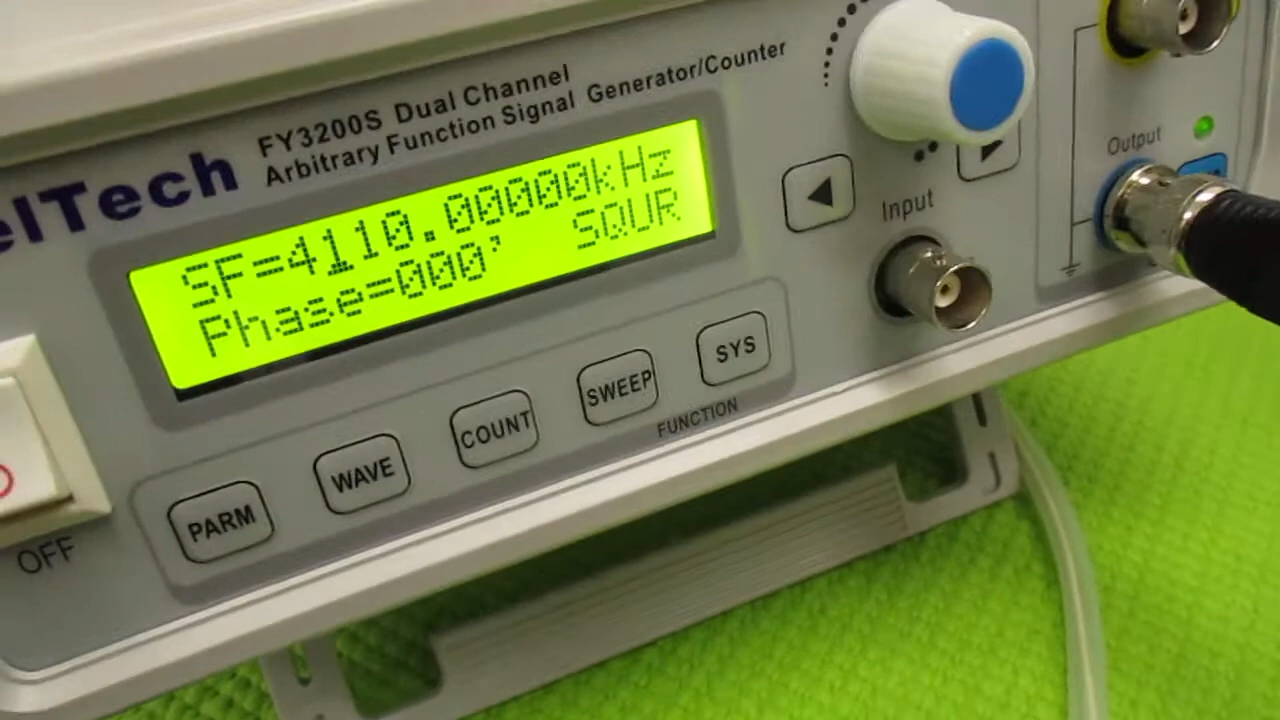 FY3200S Dual Channel
Arbitrary Function Signal Generator/Counter
elTech
SF=4110.00000kHz
Phase=000' SQUR
Input
Output
PARM
WAVE
COUNT
SWEEP
SYS
FUNCTION
OFF